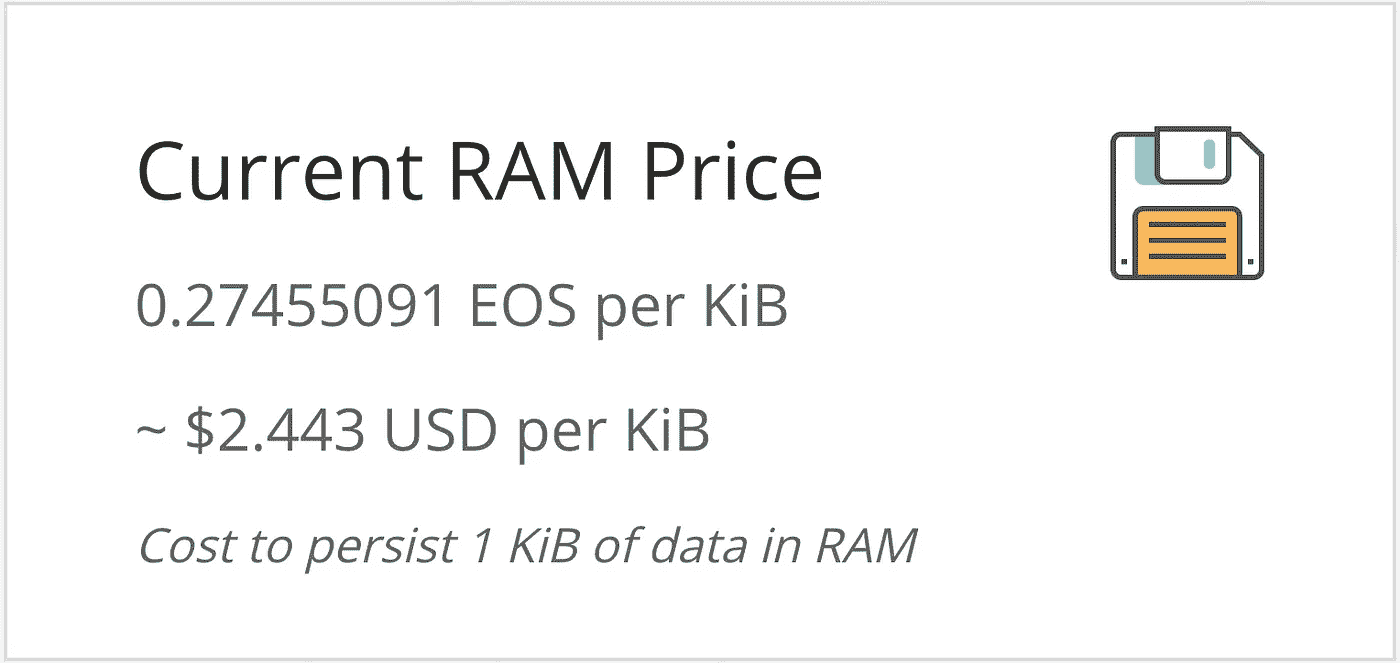 Current RAM Price
0.27455091 EOS per KiB
~ $2.443 USD per KiB
Cost to persist 1 KiB of data in RAM